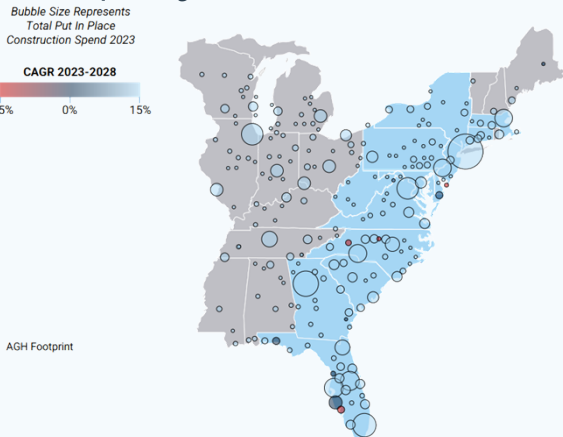 Bubble Size Represents
Total Put In Place
Construction Spend 2023
CAGR 2023-2028
5% 0% 15%
AGH Footprint